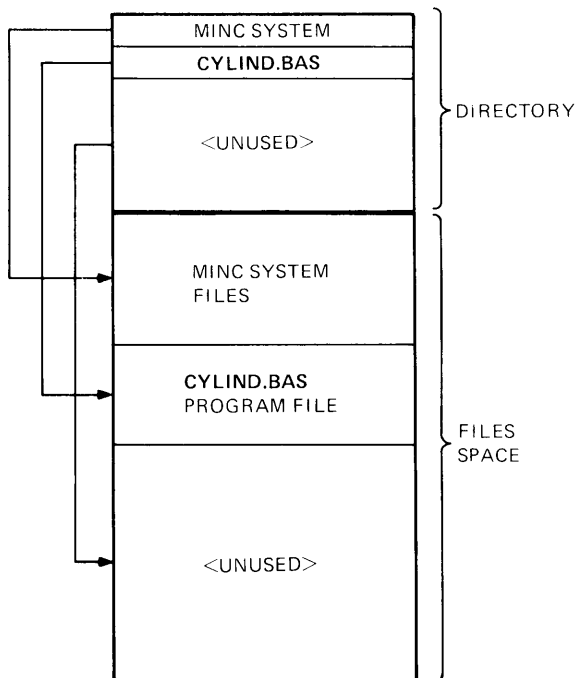 MINC SYSTEM
CYLIND.BAS
<UNUSED>
DIRECTORY
MINC SYSTEM
FILES
CYLIND.BAS
PROGRAM FILE
FILES
SPACE
<UNUSED>